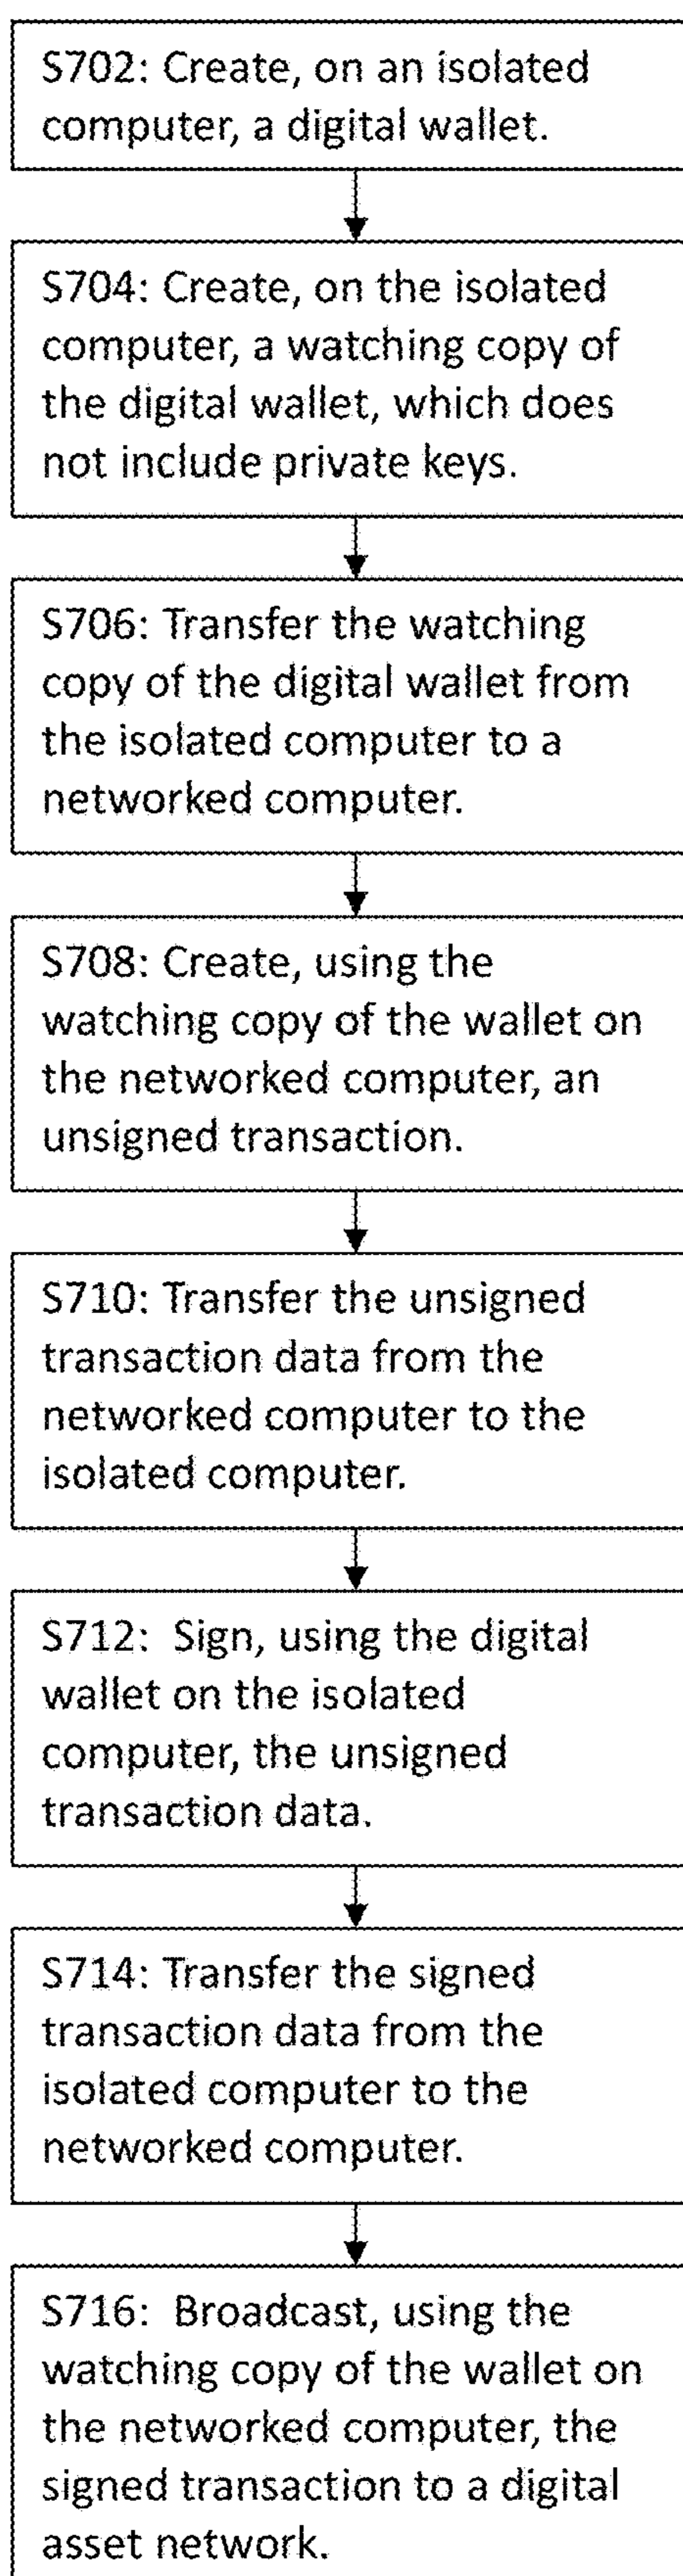 S702: Create, on an isolated
computer, a digital wallet.
S704: Create, on the isolated
computer, a watching copy of
the digital wallet, which does
not include private keys.
S706: Transfer the watching
copy of the digital wallet from
the isolated computer to a
networked computer.
S708: Create, using the
watching copy of the wallet on
the networked computer, an
unsigned transaction.
S710: Transfer the unsigned
transaction data from the
networked computer to the
isolated computer.
S712:  Sign, using the digital
wallet on the isolated
computer, the unsigned
transaction data.
S714: Transfer the signed
transaction data from the
isolated computer to the
networked computer.
S716:  Broadcast, using the
watching copy of the wallet on
the networked computer, the
signed transaction to a digital
asset network.